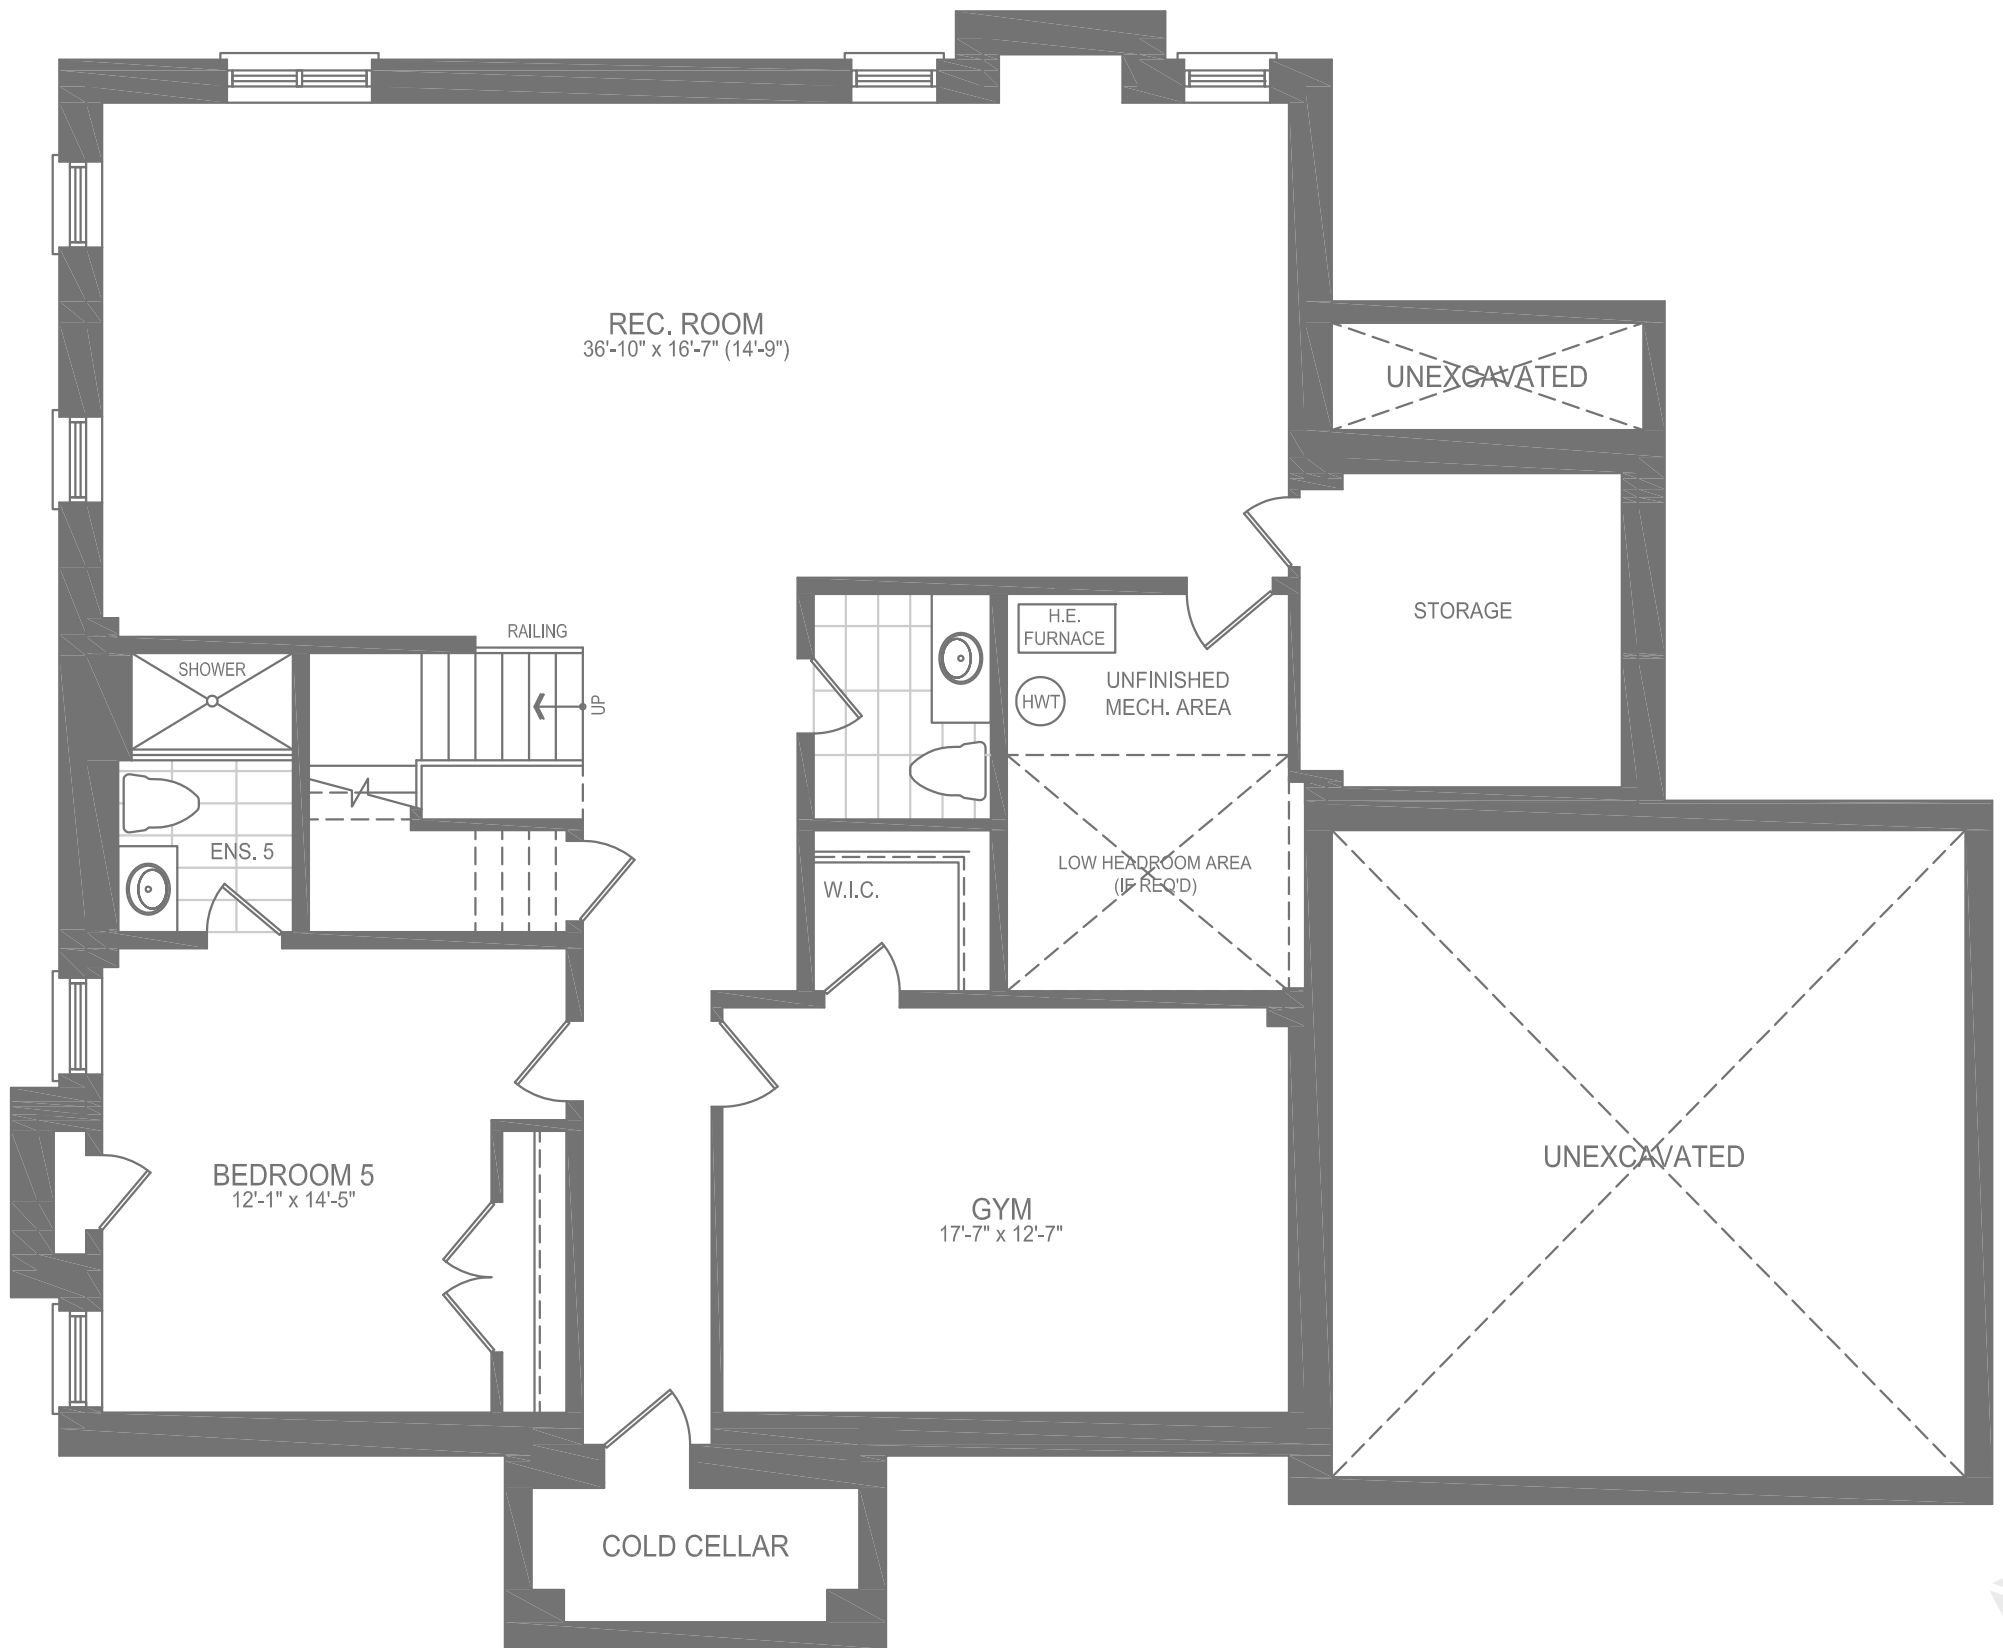 REC. ROOM
36'-10" x 16'-7" (14'-9")
UNEXCAVATED
STORAGE
RAILING
H.E.
FURNACE
SHOWER
UNFINISHED
MECH. AREA
HWT
UP
ENS. 5
W.I.C.
LOW HEADROOM AREA
(IF REQ'D)
UNEXCAVATED
BEDROOM 5
12'-1" x 14'-5"
GYM
17'-7" x 12'-7"
COLD CELLAR